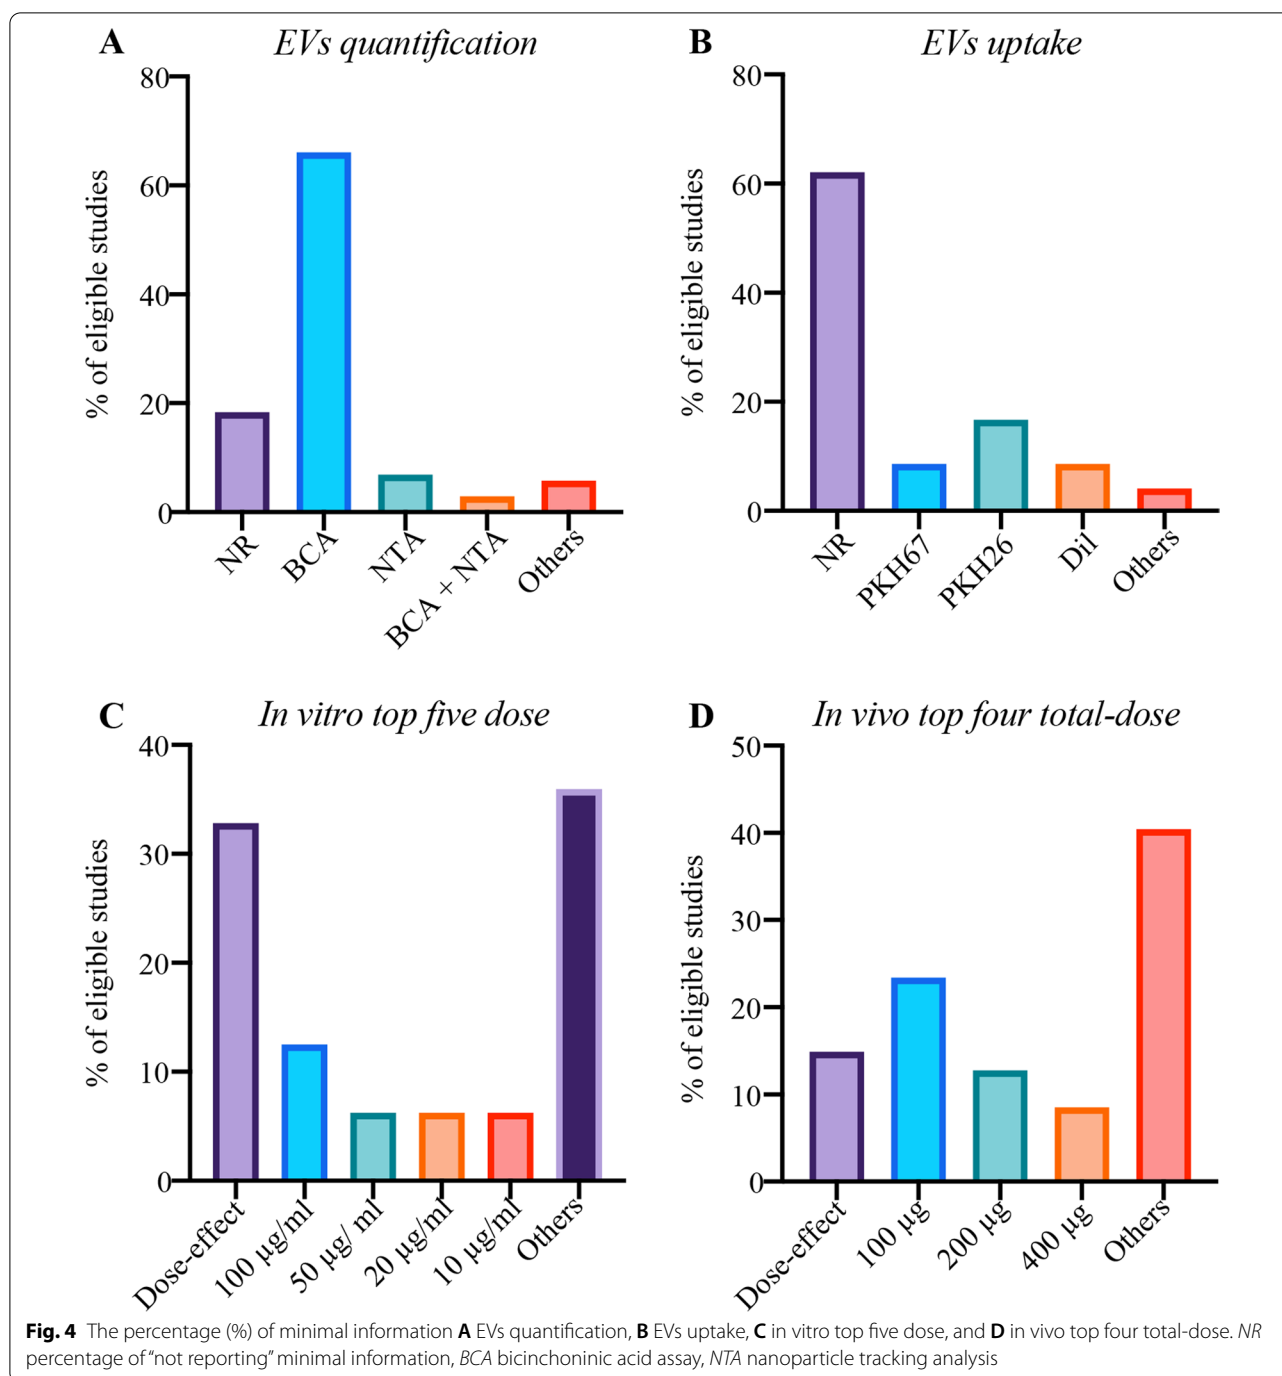 A EVs quantification
% of eligible studies
80
60
40
20
0
NR
BCA
NTA
BCA + NTA
Others
B EVs uptake
% of eligible studies
80
60
40
20
0
NR
PKH67
PKH26
Dil
Others
C In vitro top five dose
% of eligible studies
40
30
20
10
0
Dose-effect
100 μg/ml
50 μg/ ml
20 μg/ml
10 μg/ml
Others
D In vivo top four total-dose
% of eligible studies
50
40
30
20
10
0
Dose-effect
100 μg
200 μg
400 μg
Others
Fig. 4 The percentage (%) of minimal information A EVs quantification, B EVs uptake, C in vitro top five dose, and D in vivo top four total-dose. NR
percentage of “not reporting” minimal information, BCA bicinchoninic acid assay, NTA nanoparticle tracking analysis